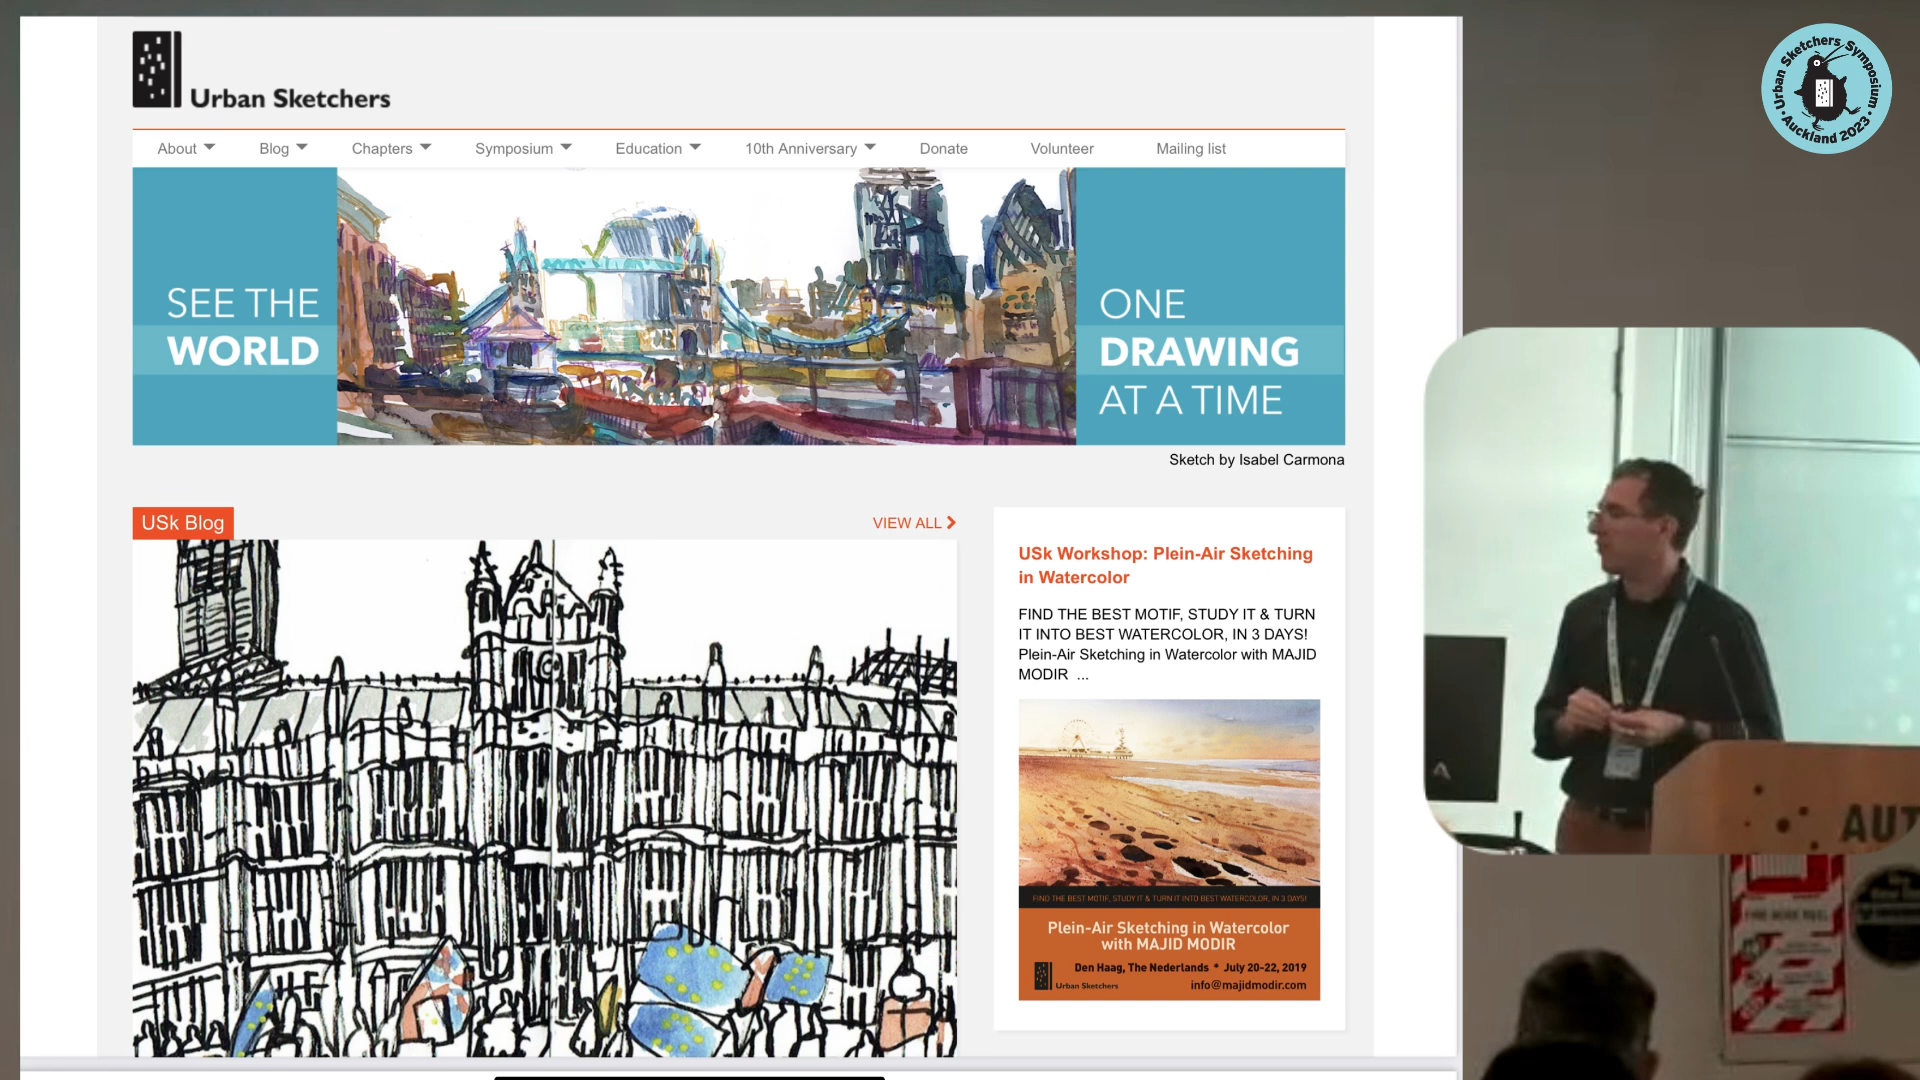 Urban Sketchers
About
Blog
Chapters
Symposium
Education
10th Anniversary
Donate
Volunteer
Mailing list
SEE THE
WORLD
ONE
DRAWING
AT A TIME
Sketch by Isabel Carmona
USk Blog
VIEW ALL
USk Workshop: Plein-Air Sketching
in Watercolor
FIND THE BEST MOTIF, STUDY IT & TURN
IT INTO BEST WATERCOLOR, IN 3 DAYS!
Plein-Air Sketching in Watercolor with MAJID
MODIR ...
FIND THE BEST MOTIF, STUDY IT & TURN IT INTO BEST WATERCOLOR, IN 3 DAYS!
Plein-Air Sketching in Watercolor
with MAJID MODIR
Den Haag, The Nederlands * July 20-22, 2019
Urban Sketchers
info@majidmodir.com
Urban Sketchers Symposium
• Auckland 2023 •
AUT